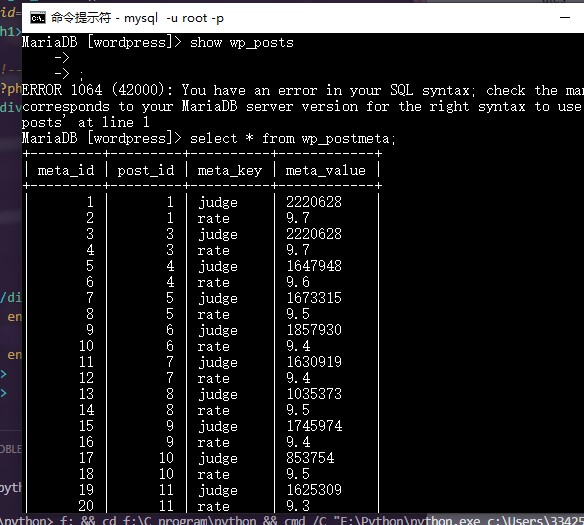 命令提示符 - mysql -u root -p
id=
h1>
MariaDB [wordpress]> show wp_posts
->
-> ;
!--
?ph
ERROR 1064 (42000): You have an error in your SQL syntax; check the ma
div
corresponds to your MariaDB server version for the right syntax to use
posts' at line 1
MariaDB [wordpress]> select * from wp_postmeta;
+---------+---------+----------+------------+
| meta_id | post_id | meta_key | meta_value |
+---------+---------+----------+------------+
| 1 | 1 | judge | 2220628 |
| 2 | 1 | rate | 9.7 |
| 3 | 3 | judge | 2220628 |
| 4 | 3 | rate | 9.7 |
| 5 | 4 | judge | 1647948 |
| 6 | 4 | rate | 9.6 |
| 7 | 5 | judge | 1673315 |
/di
| 8 | 5 | rate | 9.5 |
en
| 9 | 6 | judge | 1857930 |
| 10 | 6 | rate | 9.4 |
en
| 11 | 7 | judge | 1630919 |
>
| 12 | 7 | rate | 9.4 |
>
| 13 | 8 | judge | 1035373 |
| 14 | 8 | rate | 9.5 |
| 15 | 9 | judge | 1745974 |
| 16 | 9 | rate | 9.4 |
OBLE
| 17 | 10 | judge | 853754 |
| 18 | 10 | rate | 9.5 |
pyth
| 19 | 11 | judge | 1625309 |
| 20 | 11 | rate | 9.3 |
\python> f: && cd f:\C program\python && cmd /C "F:\Python\python.exe c:\Users\33425